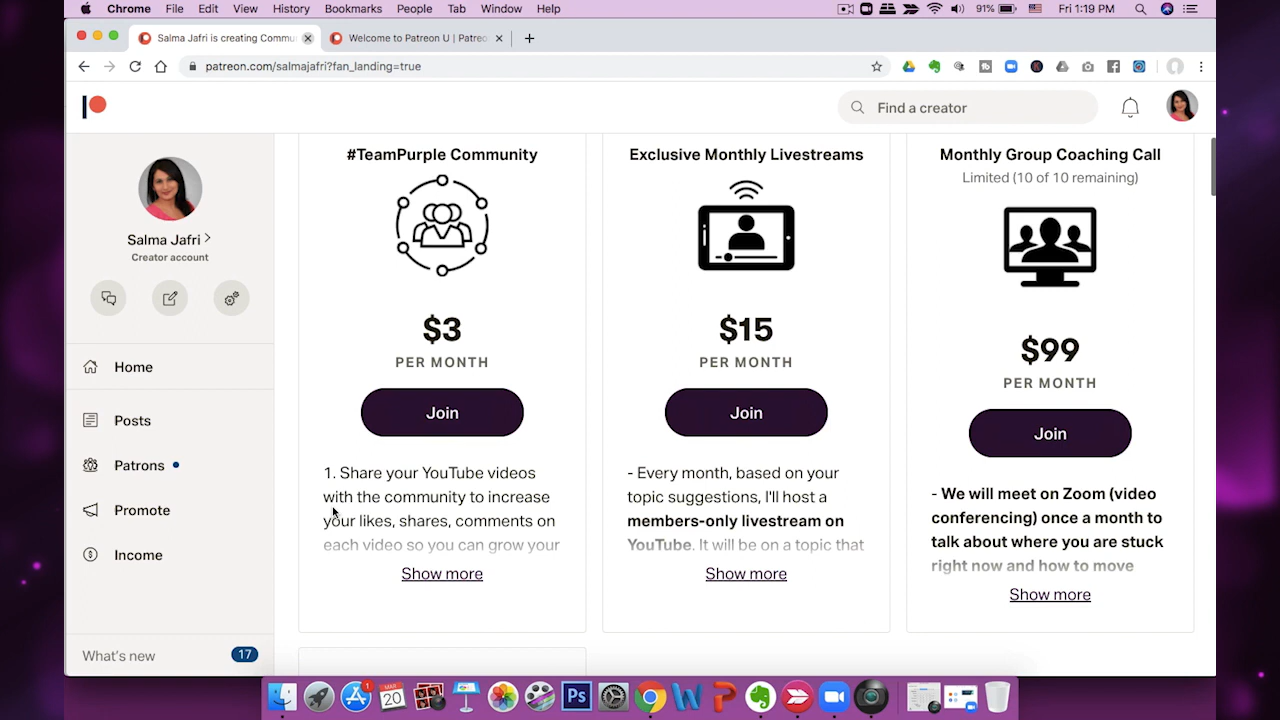 Chrome File Edit View History Bookmarks People Tab Window Help 91% Fri 1:19 PM
Salma Jafri is creating Commu Welcome to Patreon U | Patreo
patreon.com/salmajafri?fan_landing=true
Find a creator
Salma Jafri
Creator account
Home
Posts
Patrons
Promote
Income
What's new 17
#TeamPurple Community
$3
PER MONTH
Join
1. Share your YouTube videos
with the community to increase
your likes, shares, comments on
each video so you can grow your
Show more
Exclusive Monthly Livestreams
$15
PER MONTH
Join
- Every month, based on your
topic suggestions, I'll host a
members-only livestream on
YouTube. It will be on a topic that
Show more
Monthly Group Coaching Call
Limited (10 of 10 remaining)
$99
PER MONTH
Join
- We will meet on Zoom (video
conferencing) once a month to
talk about where you are stuck
right now and how to move
Show more
1
MAR
20
Ps
W
P